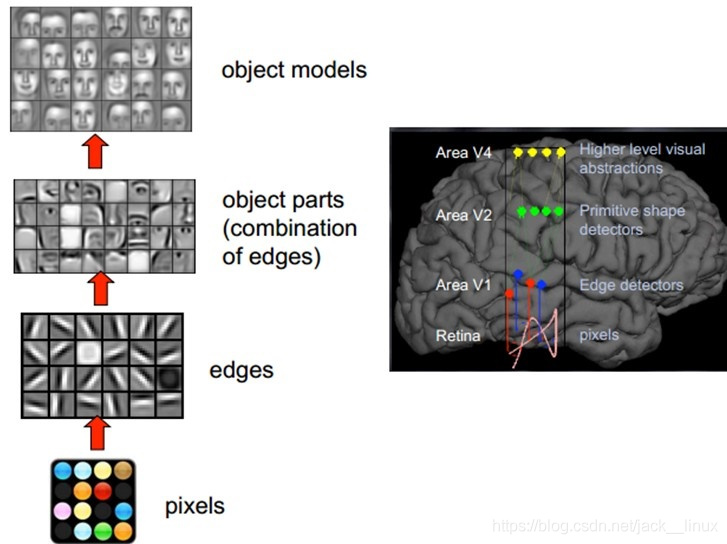 object models
object parts
(combination
of edges)
edges
pixels
Area V4
Higher level visual
abstractions
Area V2
Primitive shape
detectors
Area V1
Edge detectors
Retina
pixels
https://blog.csdn.net/jack__linux